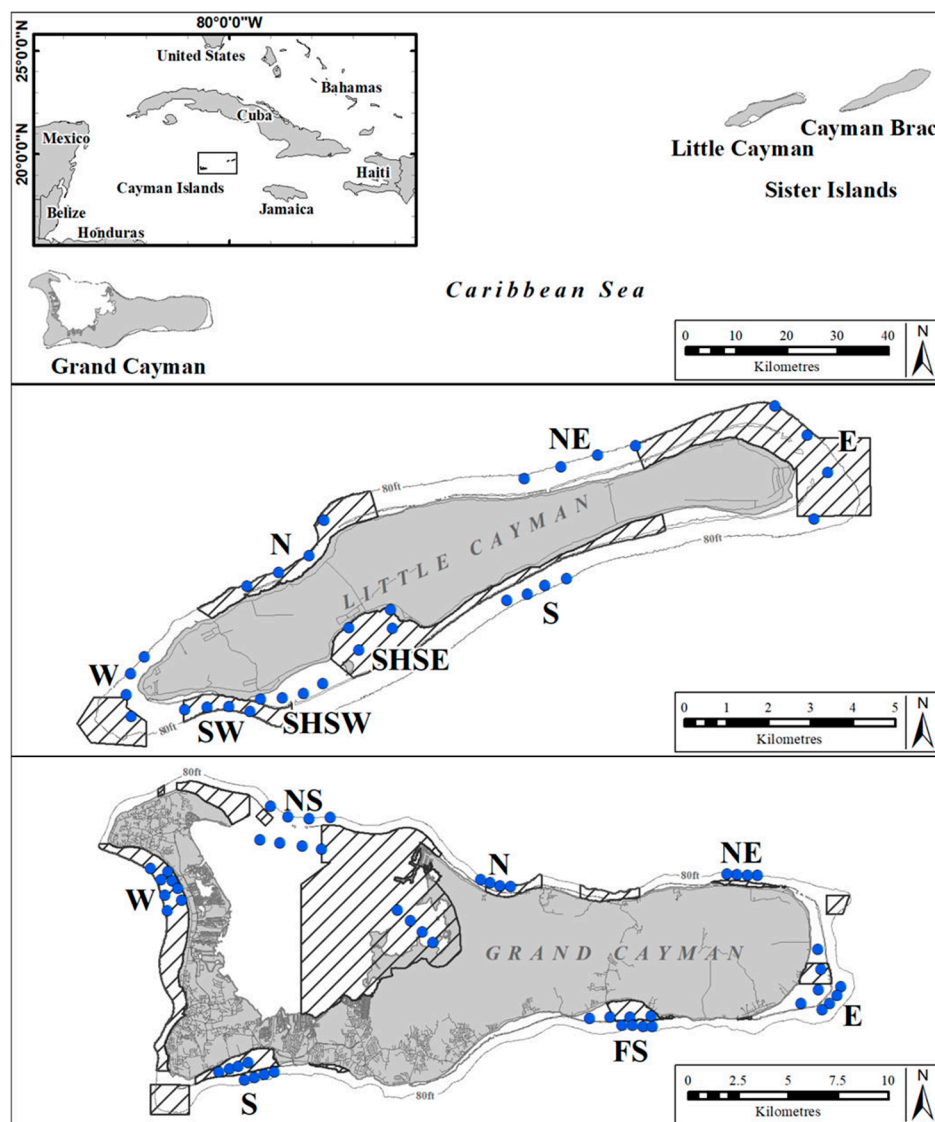 80°0'0"W
25°0'0"N
20°0'0"N
United States
Bahamas
Cuba
Mexico
Cayman Islands
Haiti
Jamaica
Belize
Honduras
Little Cayman
Cayman Brac
Sister Islands
Caribbean Sea
Grand Cayman
0 10 20 30 40
Kilometres
N
NE
E
80ft
N
LITTLE CAYMAN
S
80ft
SHSE
W
SW
SHSW
80ft
0 1 2 3 4 5
Kilometres
N
80ft
NS
N
NE
80ft
W
GRAND CAYMAN
E
FS
S
80ft
0 2.5 5 7.5 10
Kilometres
N